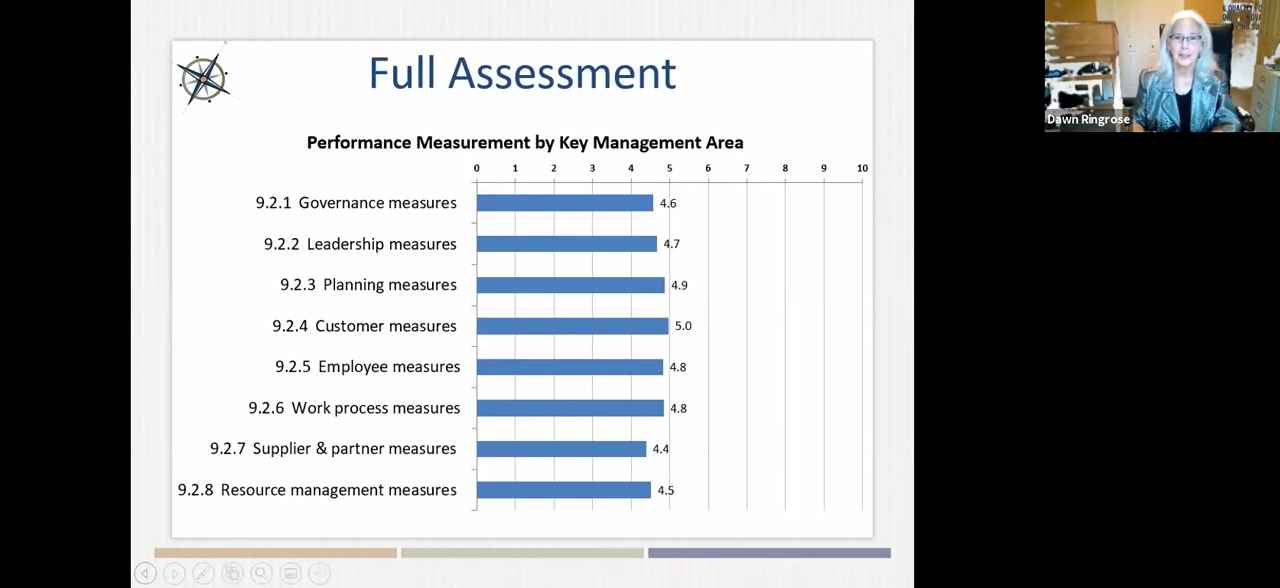 Full Assessment
Performance Measurement by Key Management Area
0 1 2 3 4 5 6 7 8 9 10
9.2.1 Governance measures 4.6
9.2.2 Leadership measures 4.7
9.2.3 Planning measures 4.9
9.2.4 Customer measures 5.0
9.2.5 Employee measures 4.8
9.2.6 Work process measures 4.8
9.2.7 Supplier & partner measures 4.4
9.2.8 Resource management measures 4.5
Dawn Ringrose